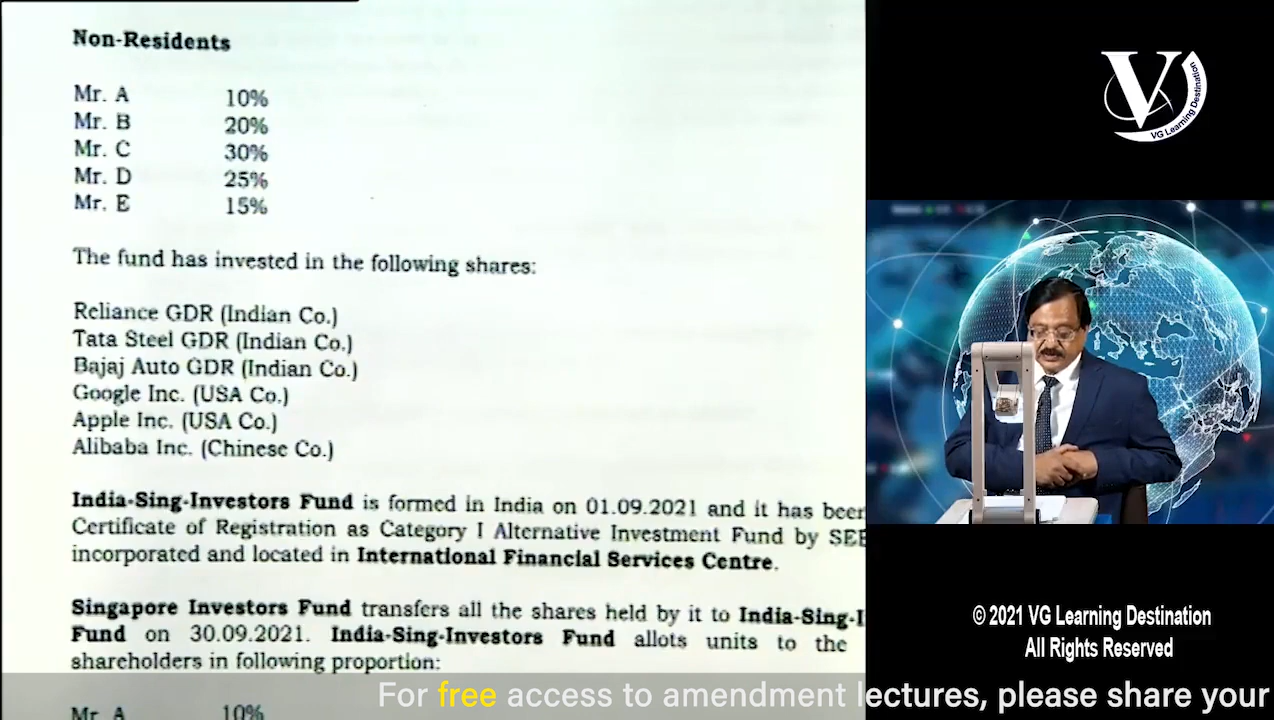 Non-Residents
Mr. A 10%
Mr. B 20%
Mr. C 30%
Mr. D 25%
Mr. E 15%
The fund has invested in the following shares:
Reliance GDR (Indian Co.)
Tata Steel GDR (Indian Co.)
Bajaj Auto GDR (Indian Co.)
Google Inc. (USA Co.)
Apple Inc. (USA Co.)
Alibaba Inc. (Chinese Co.)
India-Sing-Investors Fund is formed in India on 01.09.2021 and it has
Certificate of Registration as Category I Alternative Investment Fund by
incorporated and located in International Financial Services Centre.
Singapore Investors Fund transfers all the shares held by it to India-Sing-
Fund on 30.09.2021. India-Sing-Investors Fund allots units to the
shareholders in following proportion:
Mr. A 10%
V
VG Learning Destination
© 2021 VG Learning Destination
All Rights Reserved
For free access to amendment lectures, please share your